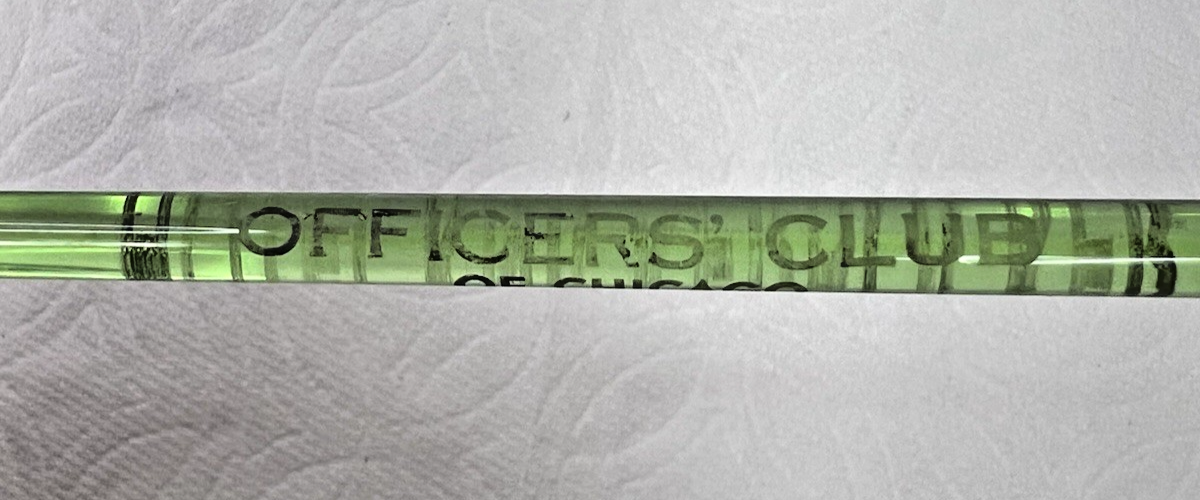 OFFICERS' CLUB
OF CHICAGO